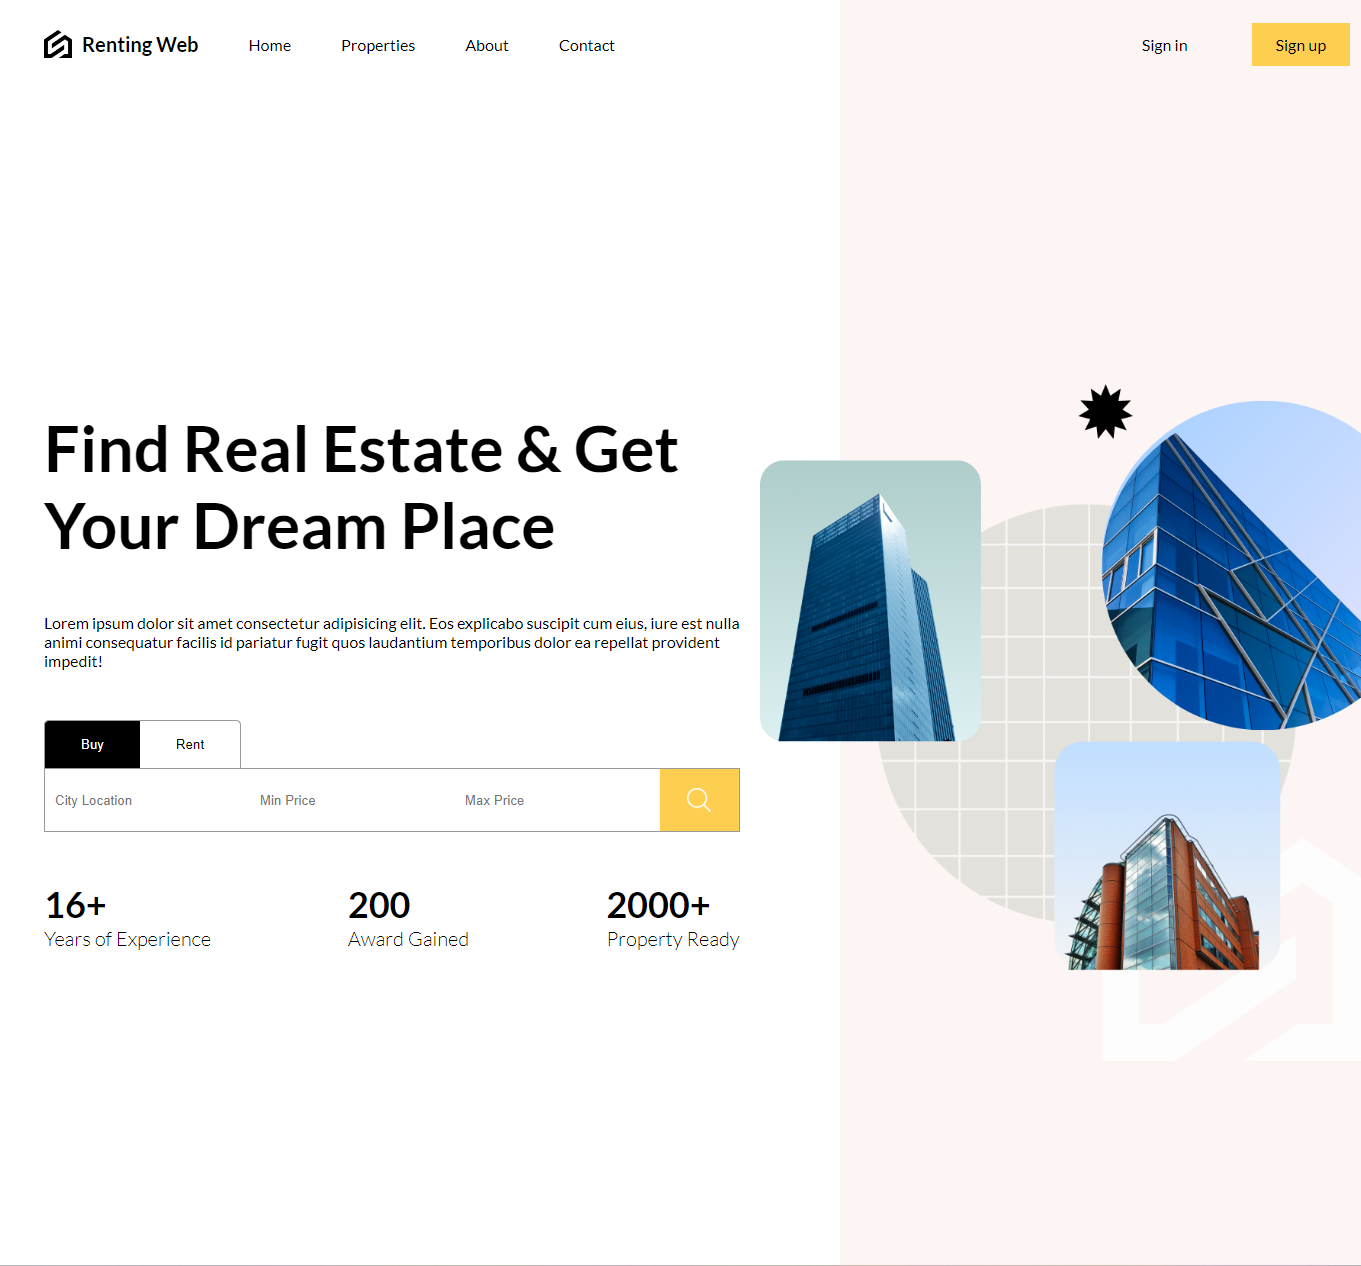 Renting Web Home Properties About Contact Sign in Sign up
Find Real Estate & Get
Your Dream Place
Lorem ipsum dolor sit amet consectetur adipisicing elit. Eos explicabo suscipit cum eius, iure est nulla
animi consequatur facilis id pariatur fugit quos laudantium temporibus dolor ea repellat provident
impedit!
Buy Rent
City Location Min Price Max Price
16+ 200 2000+
Years of Experience Award Gained Property Ready